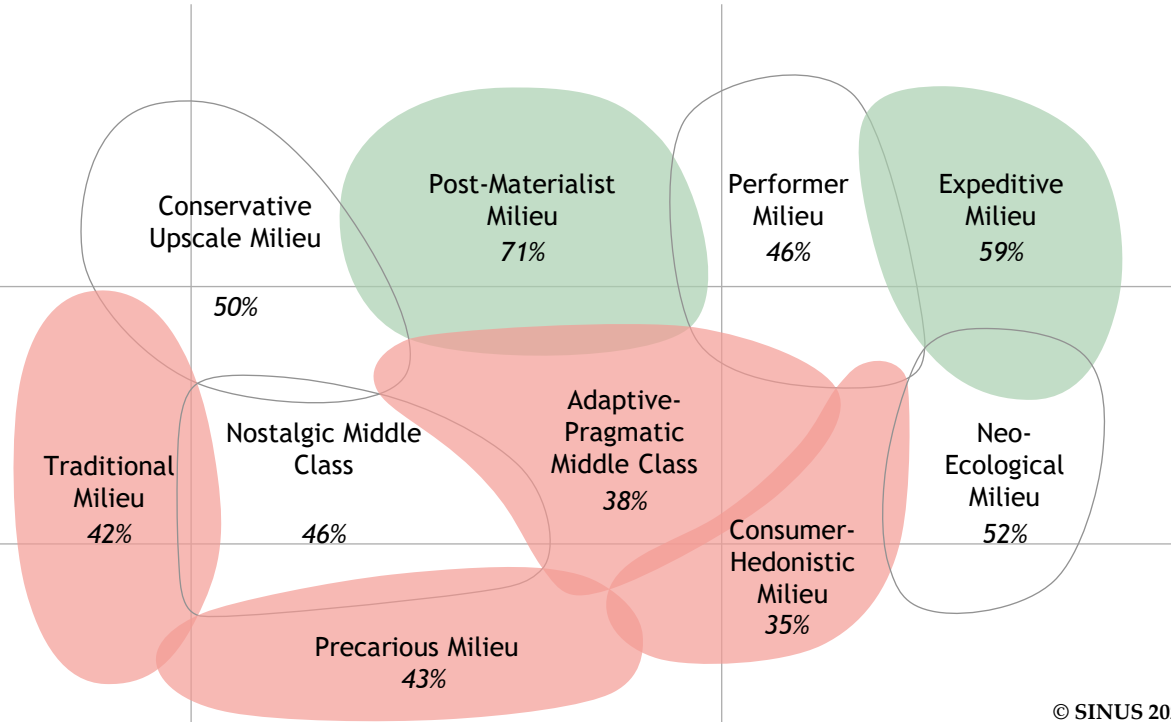 Conservative
Upscale Milieu
50%
Post-Materialist
Milieu
71%
Performer
Milieu
46%
Expeditive
Milieu
59%
Traditional
Milieu
42%
Nostalgic Middle
Class
46%
Adaptive-
Pragmatic
Middle Class
38%
Consumer-
Hedonistic
Milieu
35%
Neo-
Ecological
Milieu
52%
Precarious Milieu
43%
© SINUS 20